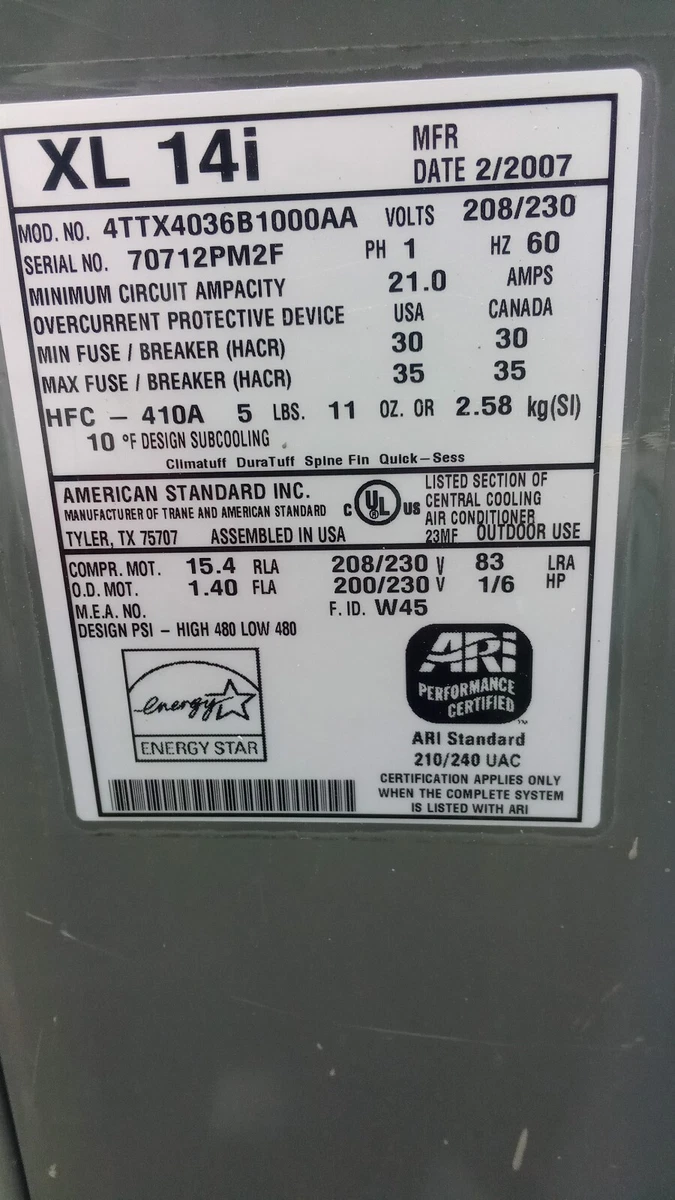 XL 14i
MFR
DATE 2/2007
MOD. NO. 4TTX4036B1000AA VOLTS 208/230
SERIAL NO. 70712PM2F PH 1 HZ 60
MINIMUM CIRCUIT AMPACITY 21.0 AMPS
OVERCURRENT PROTECTIVE DEVICE USA CANADA
MIN FUSE / BREAKER (HACR) 30 30
MAX FUSE / BREAKER (HACR) 35 35
HFC - 410A 5 LBS. 11 OZ. OR 2.58 kg(SI)
10 °F DESIGN SUBCOOLING
Climatuff DuraTuff Spine Fin Quick-Sess
AMERICAN STANDARD INC.
MANUFACTURER OF TRANE AND AMERICAN STANDARD
TYLER, TX 75707 ASSEMBLED IN USA
C UL ® US
LISTED SECTION OF
CENTRAL COOLING
AIR CONDITIONER
23MF OUTDOOR USE
COMPR. MOT. 15.4 RLA 208/230 V 83 LRA
O.D. MOT. 1.40 FLA 200/230 V 1/6 HP
M.E.A. NO. F. ID. W45
DESIGN PSI - HIGH 480 LOW 480
energy
ENERGY STAR
ARI
PERFORMANCE
CERTIFIED
™
ARI Standard
210/240 UAC
CERTIFICATION APPLIES ONLY
WHEN THE COMPLETE SYSTEM
IS LISTED WITH ARI